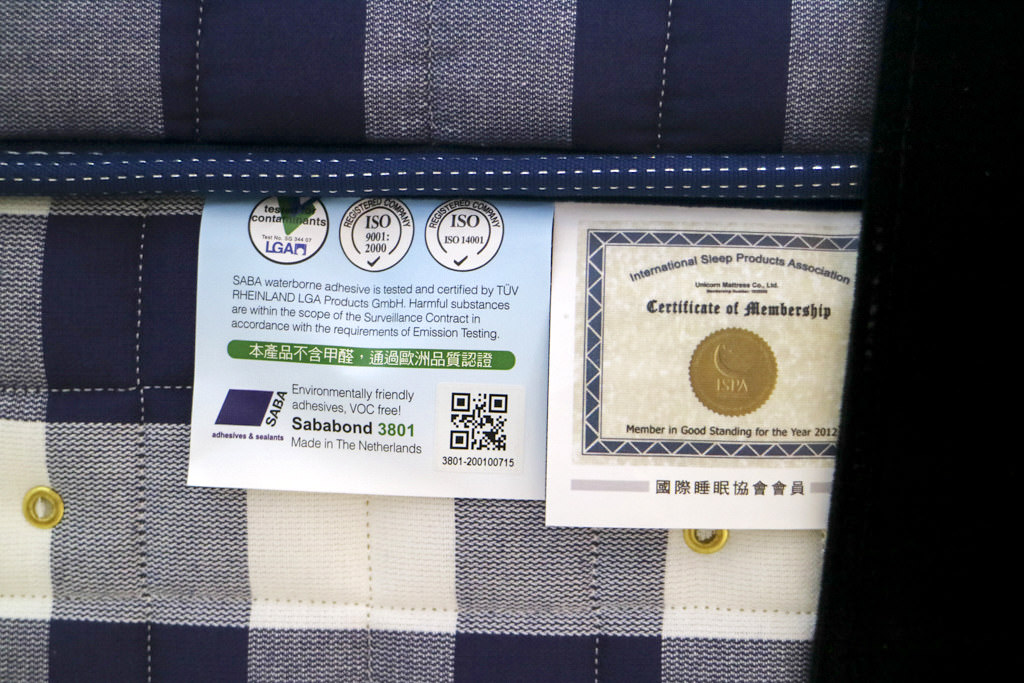 tested
contaminants
Test No. SG 344 07
LGA
REGISTERED COMPANY
ISO
9001:
2000
REGISTERED COMPANY
ISO
ISO 14001
SABA waterborne adhesive is tested and certified by TÜV
RHEINLAND LGA Products GmbH. Harmful substances
are within the scope of the Surveillance Contract in
accordance with the requirements of Emission Testing.
本產品不含甲醛，通過歐洲品質認證
SABA
adhesives & sealants
Environmentally friendly
adhesives, VOC free!
Sababond 3801
Made in The Netherlands
3801-200100715
International Sleep Products Association
Unicorn Mattress Co., Ltd.
Membership Number:
Certificate of Membership
ISPA
Member in Good Standing for the Year 2012
國際睡眠協會會員